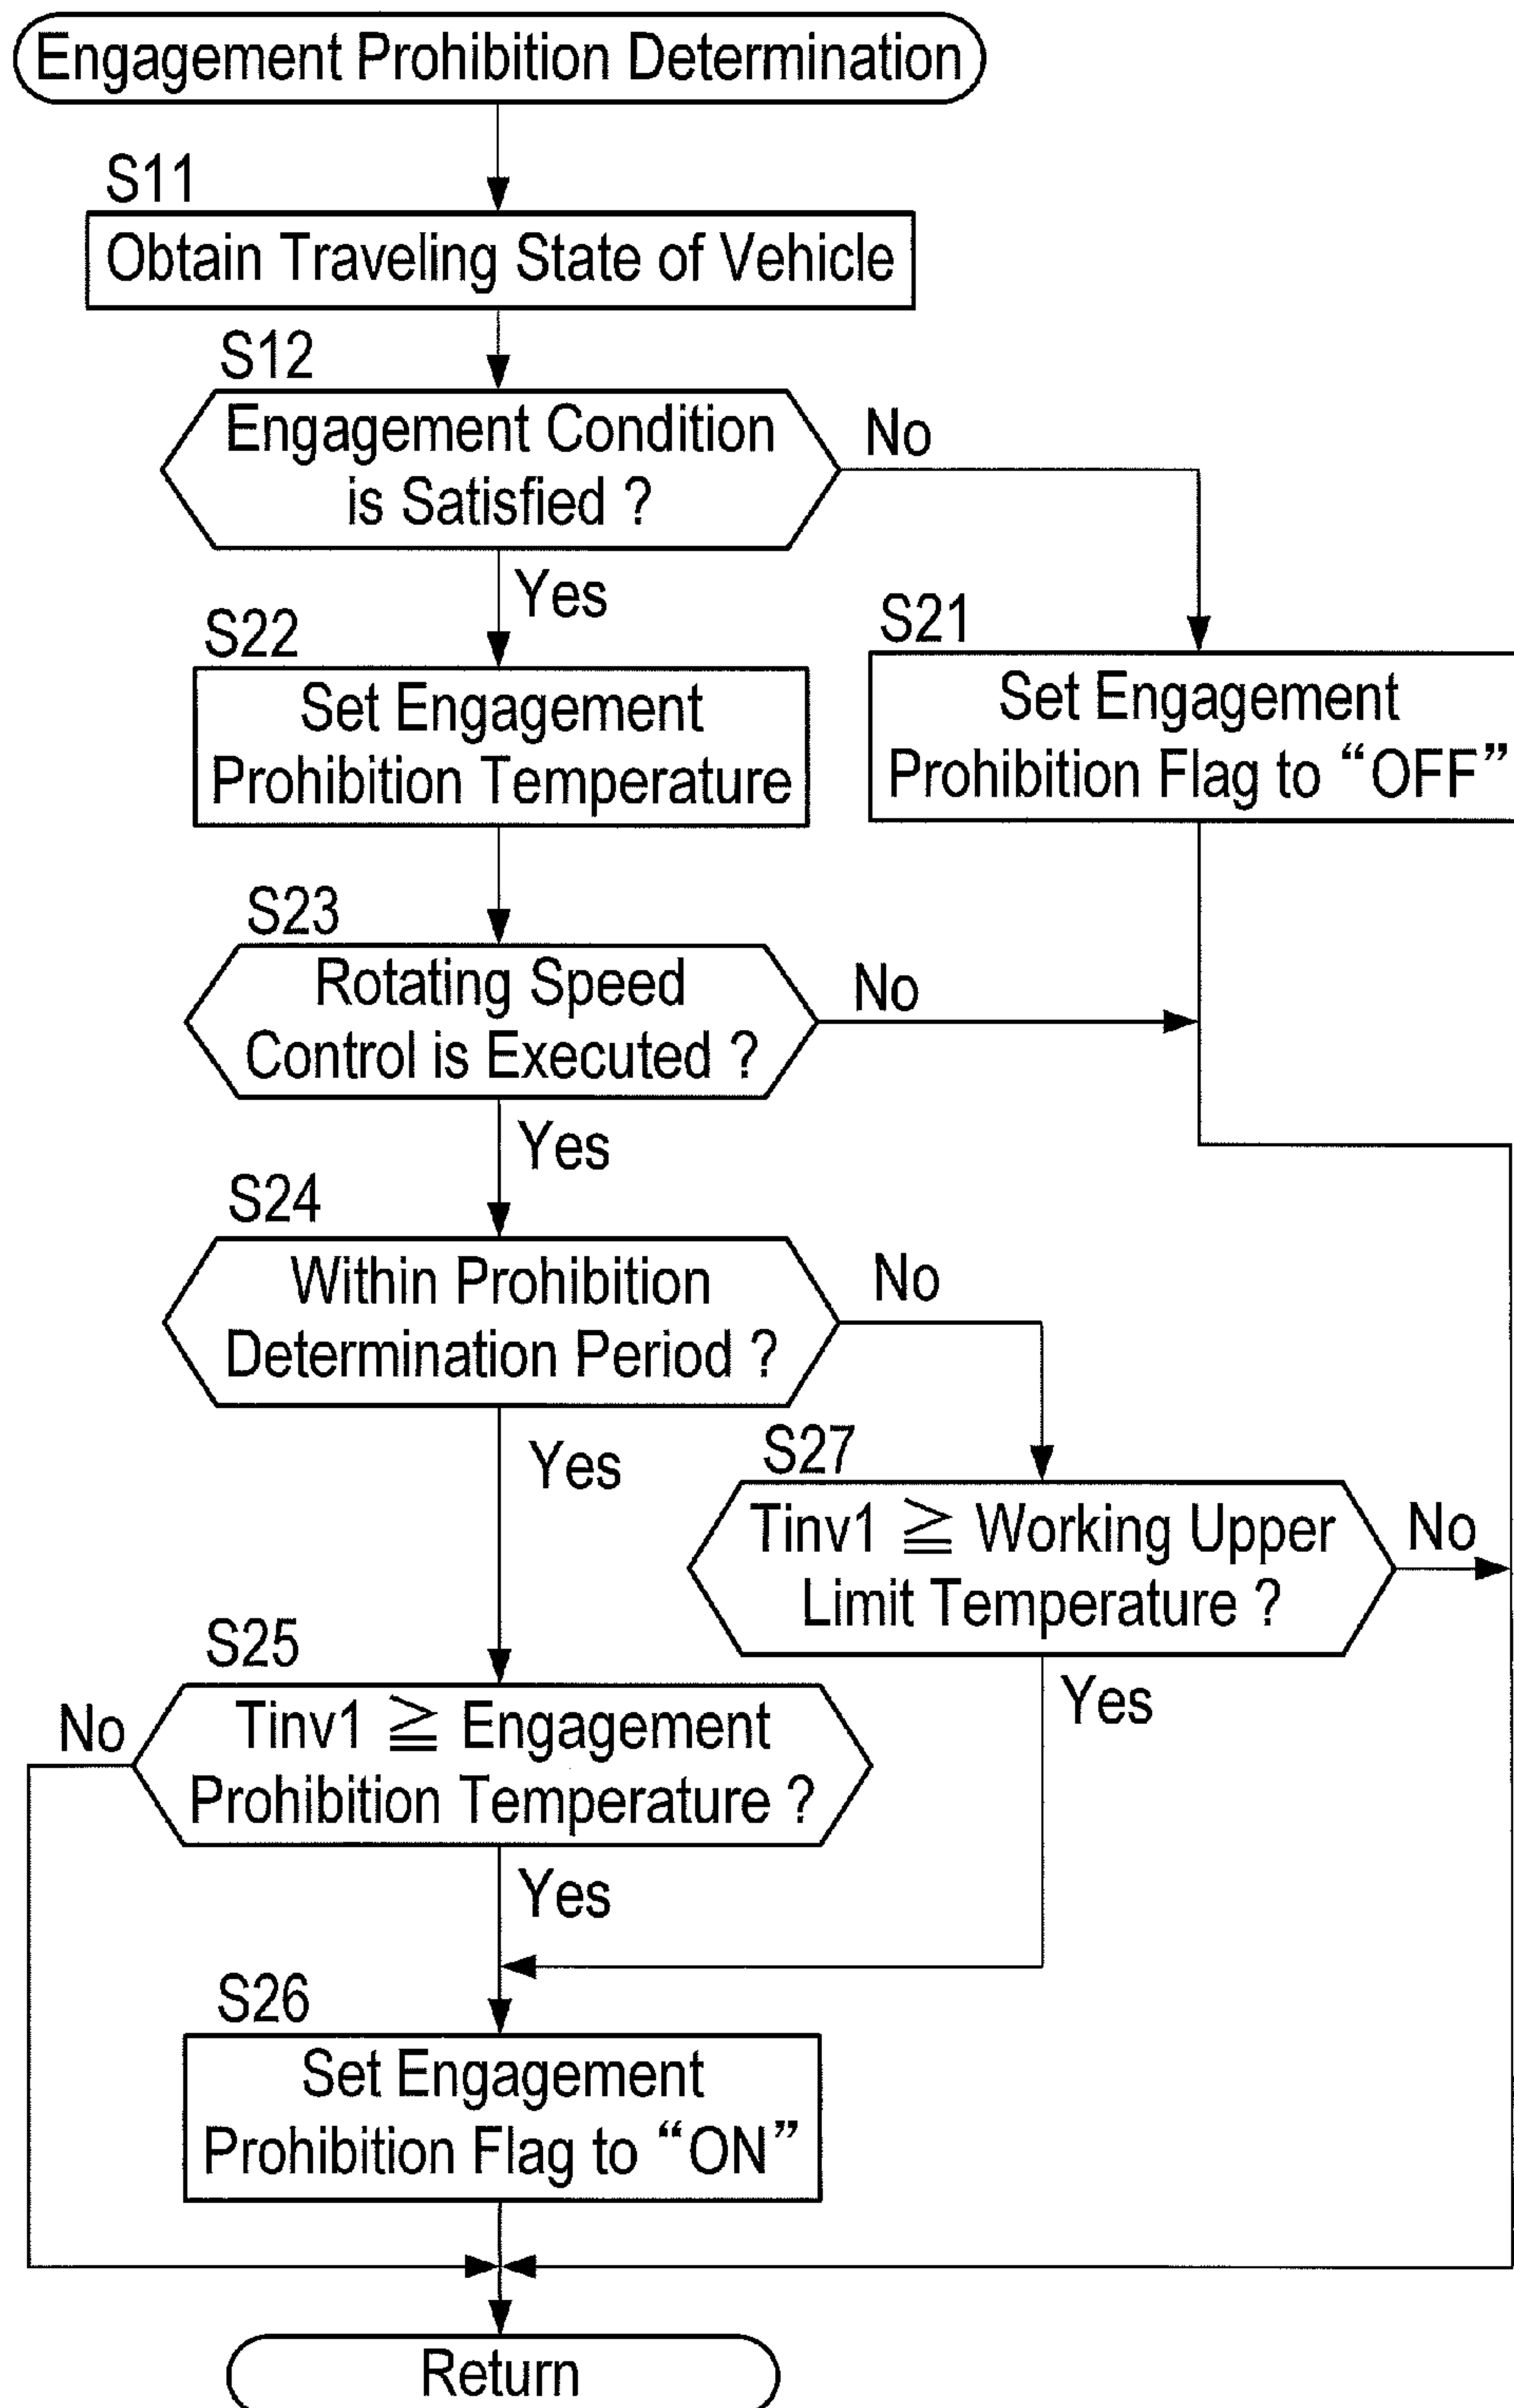 Engagement Prohibition Determination
S11
Obtain Traveling State of Vehicle
S12
Engagement Condition
is Satisfied ?
No
Yes
S22
Set Engagement
Prohibition Temperature
S21
Set Engagement
Prohibition Flag to “OFF”
S23
Rotating Speed
Control is Executed ?
No
Yes
S24
Within Prohibition
Determination Period ?
No
Yes
S27
Tinv1 ≧ Working Upper
Limit Temperature ?
No
Yes
S25
Tinv1 ≧ Engagement
Prohibition Temperature ?
No
Yes
S26
Set Engagement
Prohibition Flag to “ON”
Return